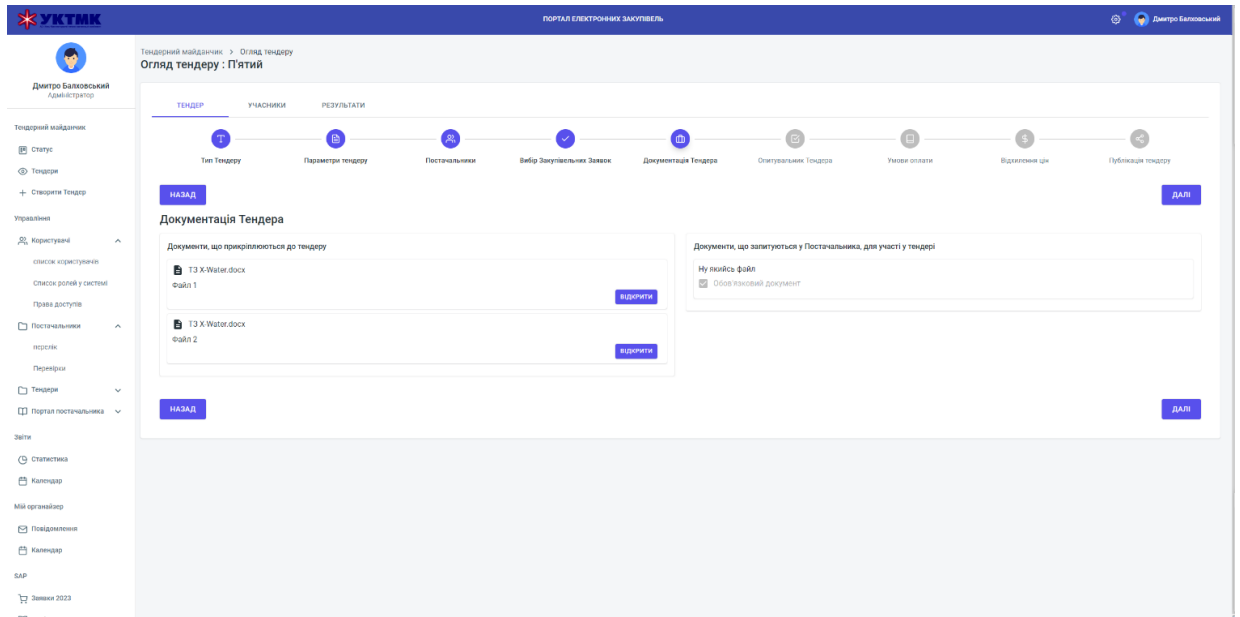 УКТМК
ПОРТАЛ ЕЛЕКТРОННИХ ЗАКУПІВЕЛЬ
Дмитро Балховський
Дмитро Балховський
Адміністратор
Тендерний майданчик
Статус
Тендери
Створити Тендер
Управління
Користувачі
список користувачів
Список ролей у системі
Права доступів
Постачальники
перелік
Перевірки
Тендери
Портал постачальника
Звіти
Статистика
Календар
Мій органайзер
Повідомлення
Календар
SAP
Заявки 2023
Тендерний майданчик > Огляд тендеру
Огляд тендеру : П'ятий
ТЕНДЕР УЧАСНИКИ РЕЗУЛЬТАТИ
Тип Тендеру Параметри тендеру Постачальники Вибір Закупівельних Заявок Документація Тендера Опитувальник Тендера Умови оплати Відхилення цін Публікація тендеру
НАЗАД ДАЛІ
Документація Тендера
Документи, що прикріплюються до тендеру
ТЗ X-Water.docx
Файл 1
ВІДКРИТИ
ТЗ X-Water.docx
Файл 2
ВІДКРИТИ
Документи, що запитуються у Постачальника, для участі у тендері
Ну якийсь файл
Обов'язковий документ
НАЗАД ДАЛІ